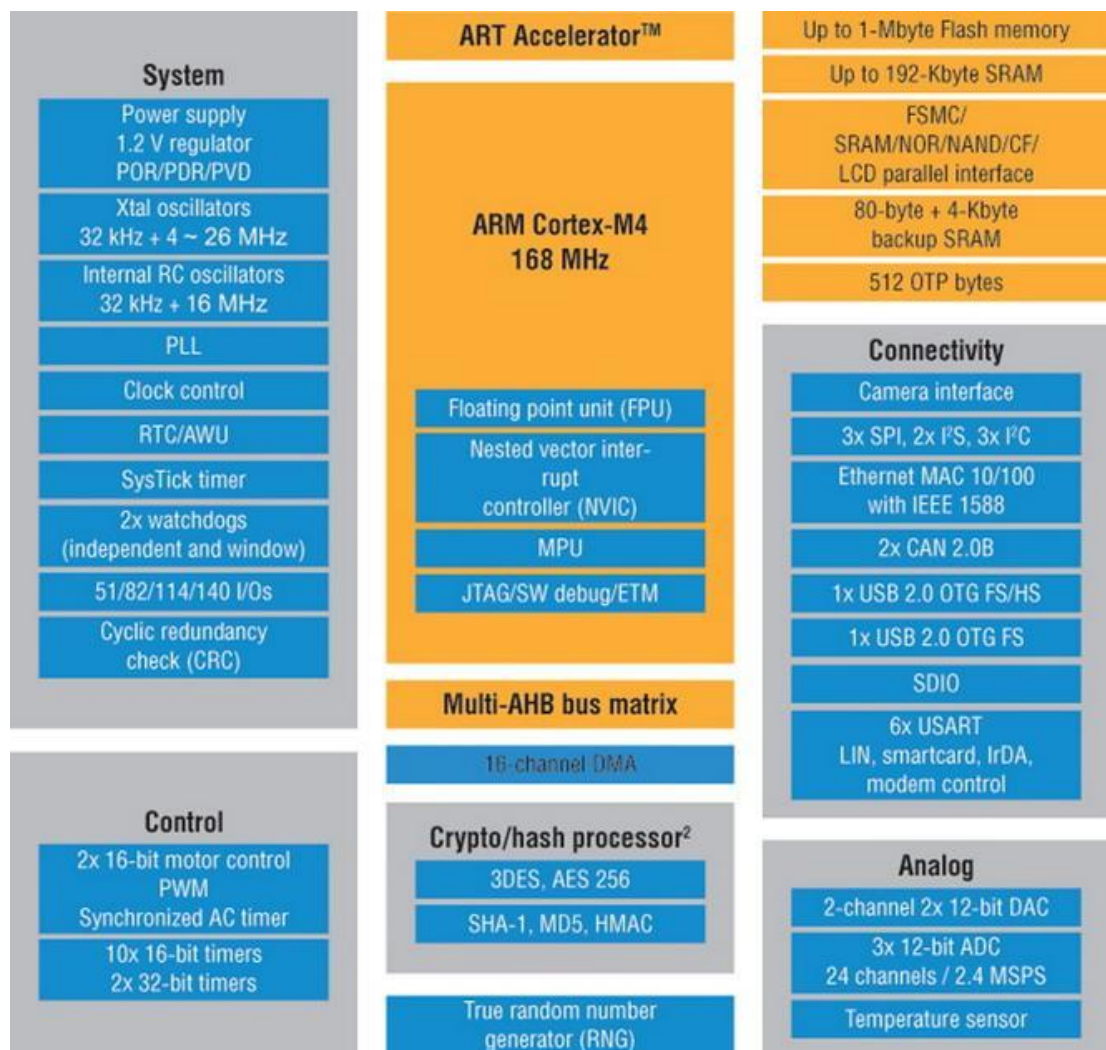 System
Power supply
1.2 V regulator
POR/PDR/PVD
Xtal oscillators
32 kHz + 4 ~ 26 MHz
Internal RC oscillators
32 kHz + 16 MHz
PLL
Clock control
RTC/AWU
SysTick timer
2x watchdogs
(independent and window)
51/82/114/140 I/Os
Cyclic redundancy
check (CRC)
Control
2x 16-bit motor control
PWM
Synchronized AC timer
10x 16-bit timers
2x 32-bit timers
ART Accelerator™
ARM Cortex-M4
168 MHz
Floating point unit (FPU)
Nested vector inter-
rupt
controller (NVIC)
MPU
JTAG/SW debug/ETM
Multi-AHB bus matrix
16-channel DMA
Crypto/hash processor²
3DES, AES 256
SHA-1, MD5, HMAC
True random number
generator (RNG)
Up to 1-Mbyte Flash memory
Up to 192-Kbyte SRAM
FSMC/
SRAM/NOR/NAND/CF/
LCD parallel interface
80-byte + 4-Kbyte
backup SRAM
512 OTP bytes
Connectivity
Camera interface
3x SPI, 2x I²S, 3x I²C
Ethernet MAC 10/100
with IEEE 1588
2x CAN 2.0B
1x USB 2.0 OTG FS/HS
1x USB 2.0 OTG FS
SDIO
6x USART
LIN, smartcard, IrDA,
modem control
Analog
2-channel 2x 12-bit DAC
3x 12-bit ADC
24 channels / 2.4 MSPS
Temperature sensor